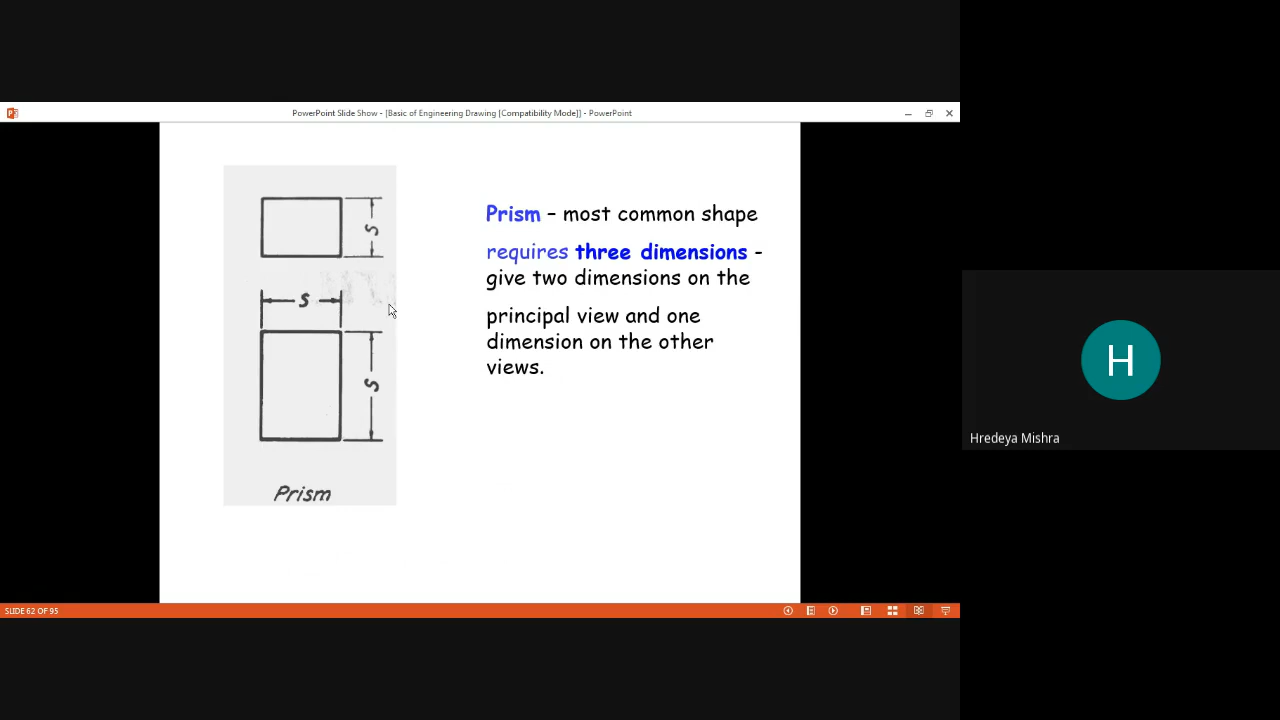 PowerPoint Slide Show - [Basic of Engineering Drawing [Compatibility Mode]] - PowerPoint
S
S
S
Prism
Prism – most common shape
requires three dimensions -
give two dimensions on the
principal view and one
dimension on the other
views.
H
Hredeya Mishra
SLIDE 62 OF 95